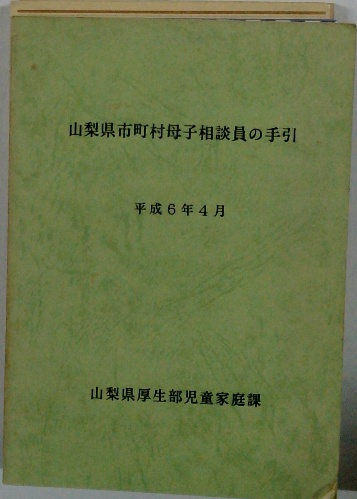 山梨県市町村母子相談員の手引
平成6年4月
山梨県厚生部児童家庭課